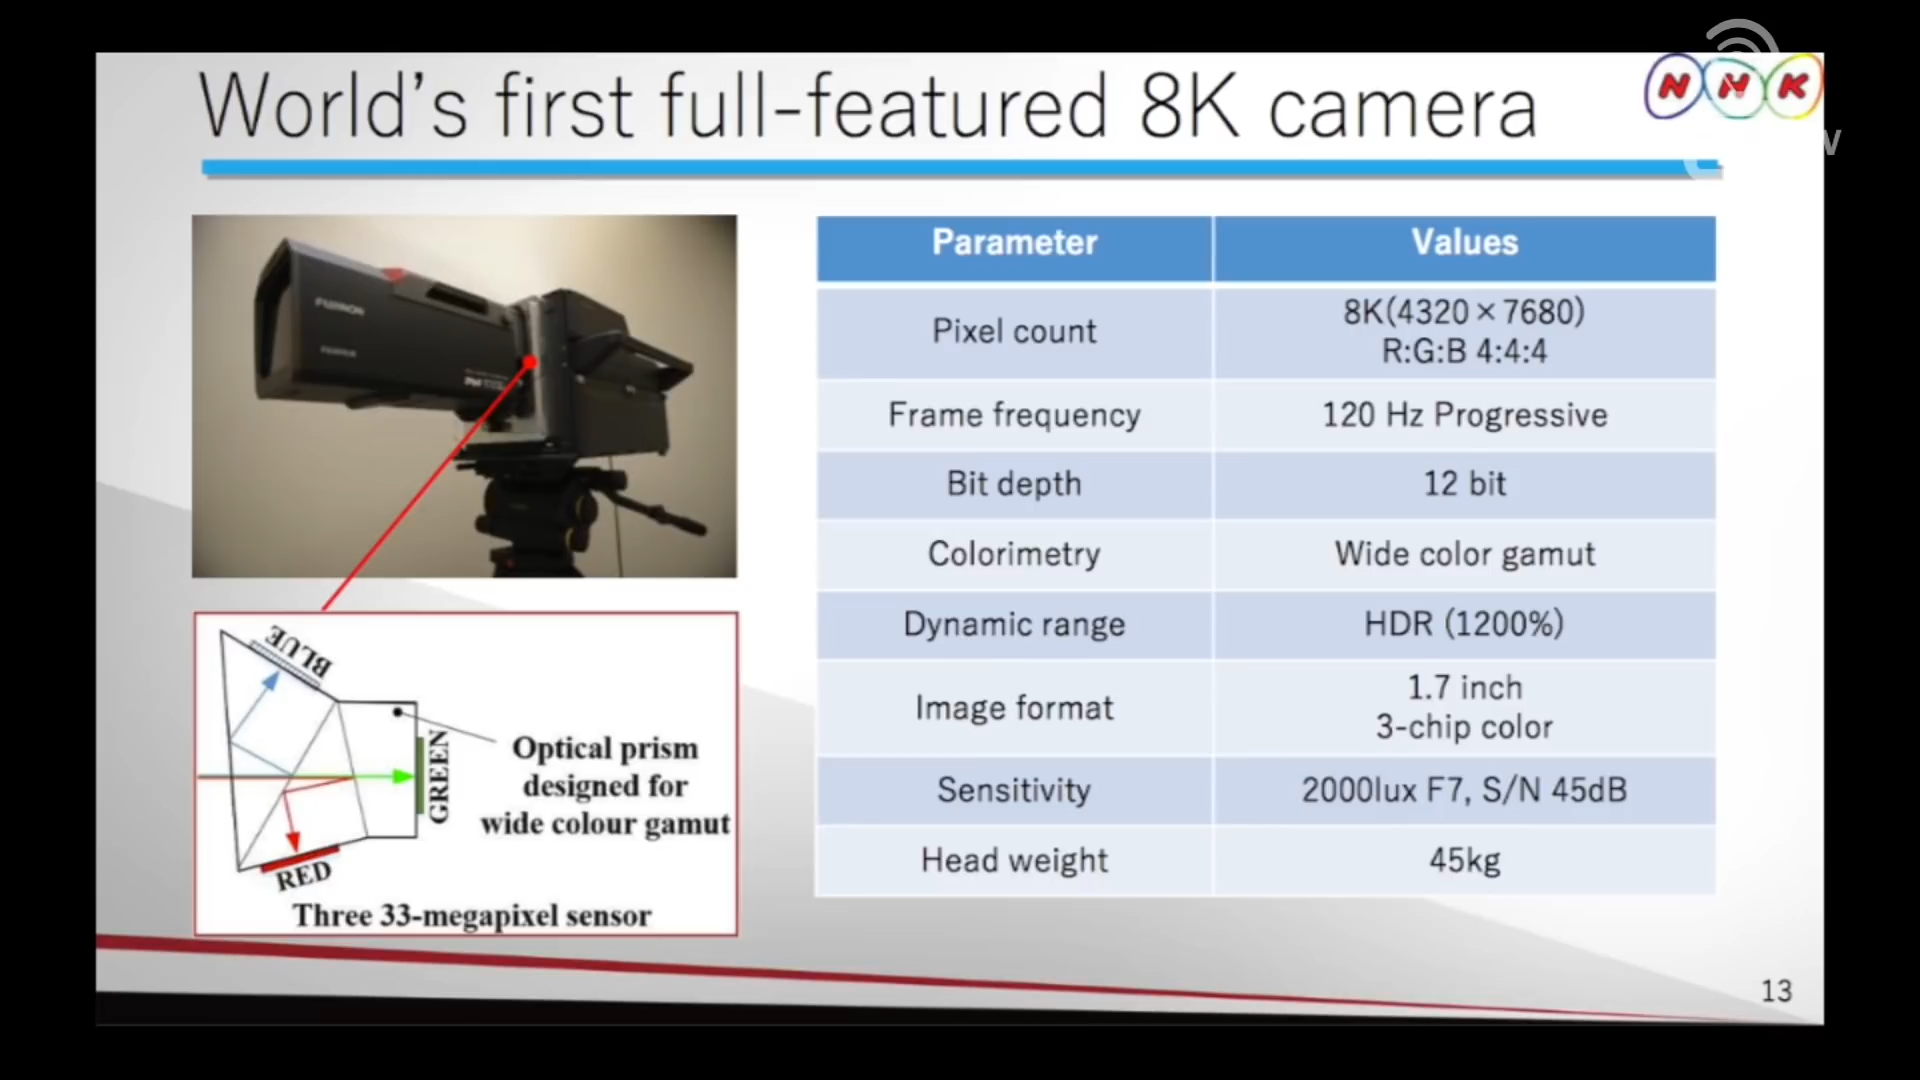 World's first full-featured 8K camera
NHK
FUJINON
Parameter
Values
Pixel count
8K(4320×7680)
R:G:B 4:4:4
Frame frequency
120 Hz Progressive
Bit depth
12 bit
Colorimetry
Wide color gamut
Dynamic range
HDR (1200%)
Image format
1.7 inch
3-chip color
Sensitivity
2000lux F7, S/N 45dB
Head weight
45kg
BLUE
GREEN
RED
Optical prism
designed for
wide colour gamut
Three 33-megapixel sensor
13